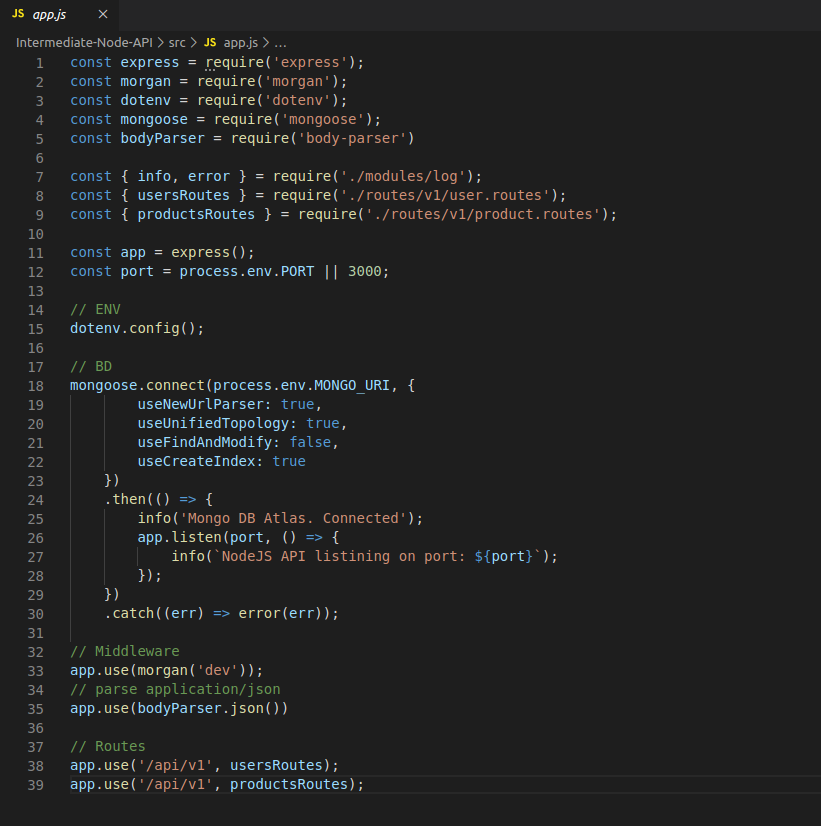 JS app.js ×
Intermediate-Node-API > src > JS app.js > ...
1 const express = require('express');
2 const morgan = require('morgan');
3 const dotenv = require('dotenv');
4 const mongoose = require('mongoose');
5 const bodyParser = require('body-parser')
6
7 const { info, error } = require('./modules/log');
8 const { usersRoutes } = require('./routes/v1/user.routes');
9 const { productsRoutes } = require('./routes/v1/product.routes');
10
11 const app = express();
12 const port = process.env.PORT || 3000;
13
14 // ENV
15 dotenv.config();
16
17 // BD
18 mongoose.connect(process.env.MONGO_URI, {
19         useNewUrlParser: true,
20         useUnifiedTopology: true,
21         useFindAndModify: false,
22         useCreateIndex: true
23     })
24     .then(() => {
25         info('Mongo DB Atlas. Connected');
26         app.listen(port, () => {
27             info(`NodeJS API listining on port: ${port}`);
28         });
29     })
30     .catch((err) => error(err));
31
32 // Middleware
33 app.use(morgan('dev'));
34 // parse application/json
35 app.use(bodyParser.json())
36
37 // Routes
38 app.use('/api/v1', usersRoutes);
39 app.use('/api/v1', productsRoutes);